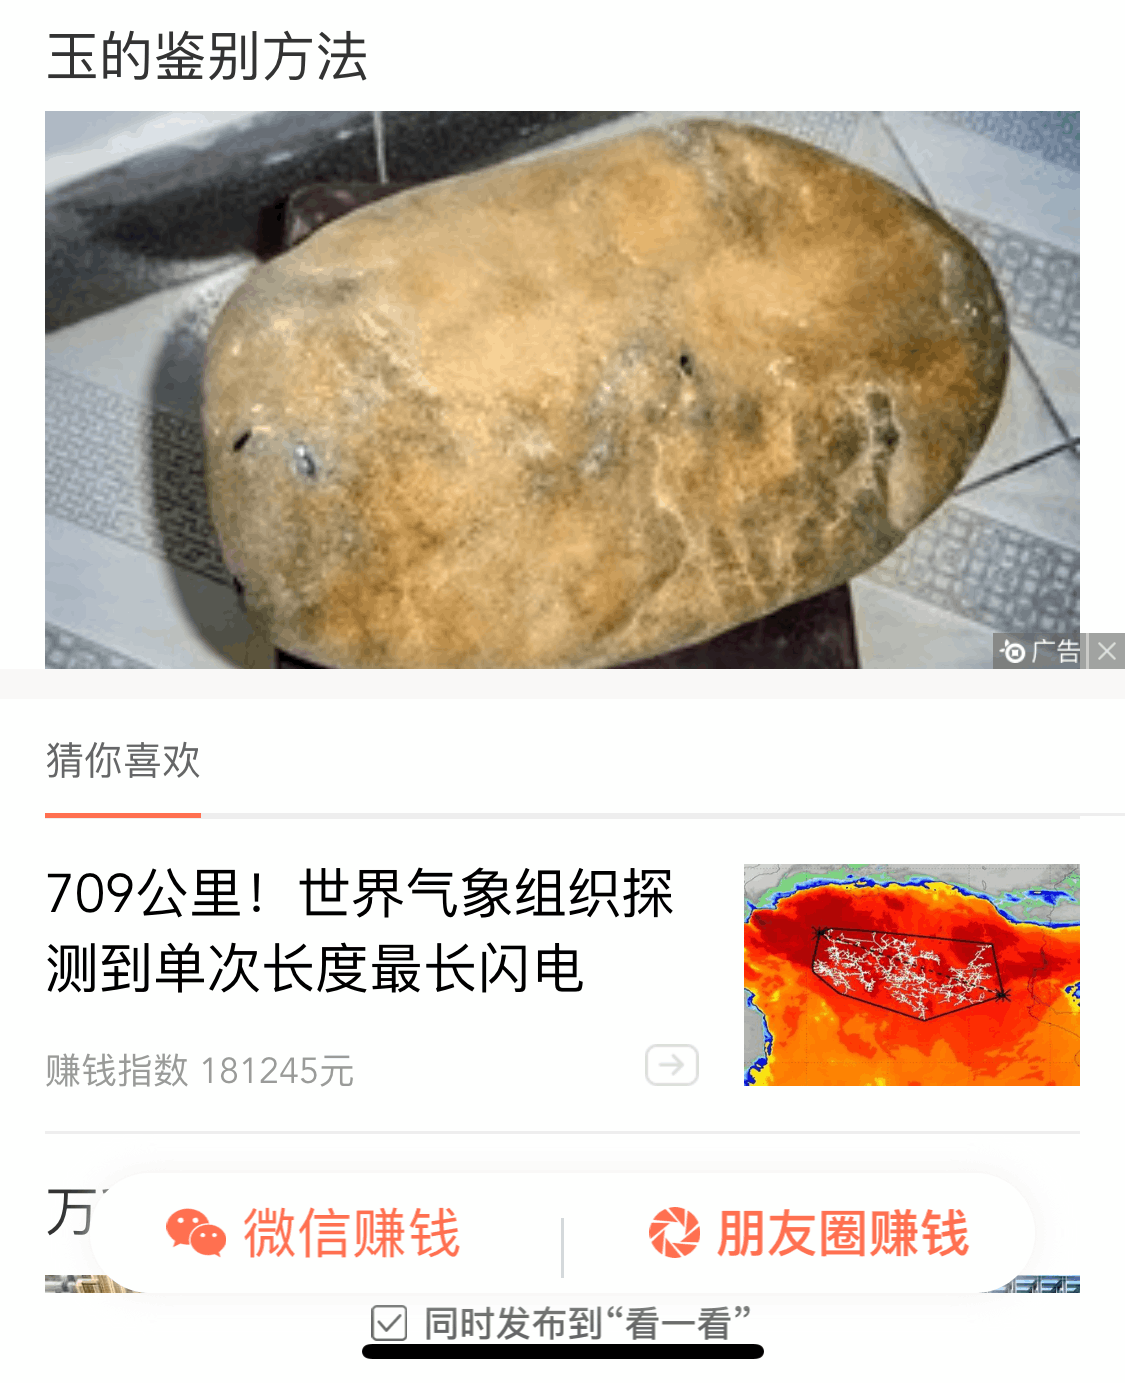 玉的鉴别方法
广告
猜你喜欢
709公里！世界气象组织探
测到单次长度最长闪电
赚钱指数 181245元
万
微信赚钱
朋友圈赚钱
同时发布到“看一看”